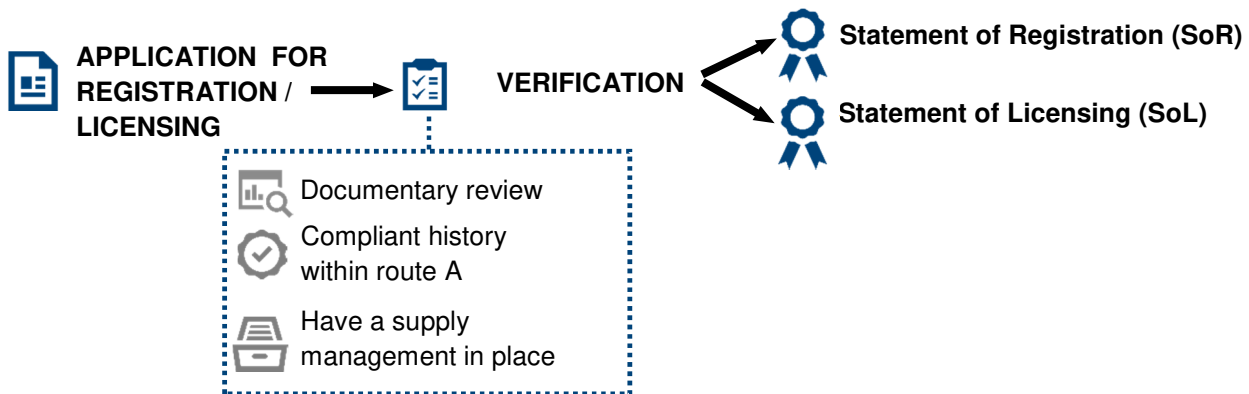 APPLICATION FOR
REGISTRATION /
LICENSING
VERIFICATION
Statement of Registration (SoR)
Statement of Licensing (SoL)
Documentary review
Compliant history
within route A
Have a supply
management in place